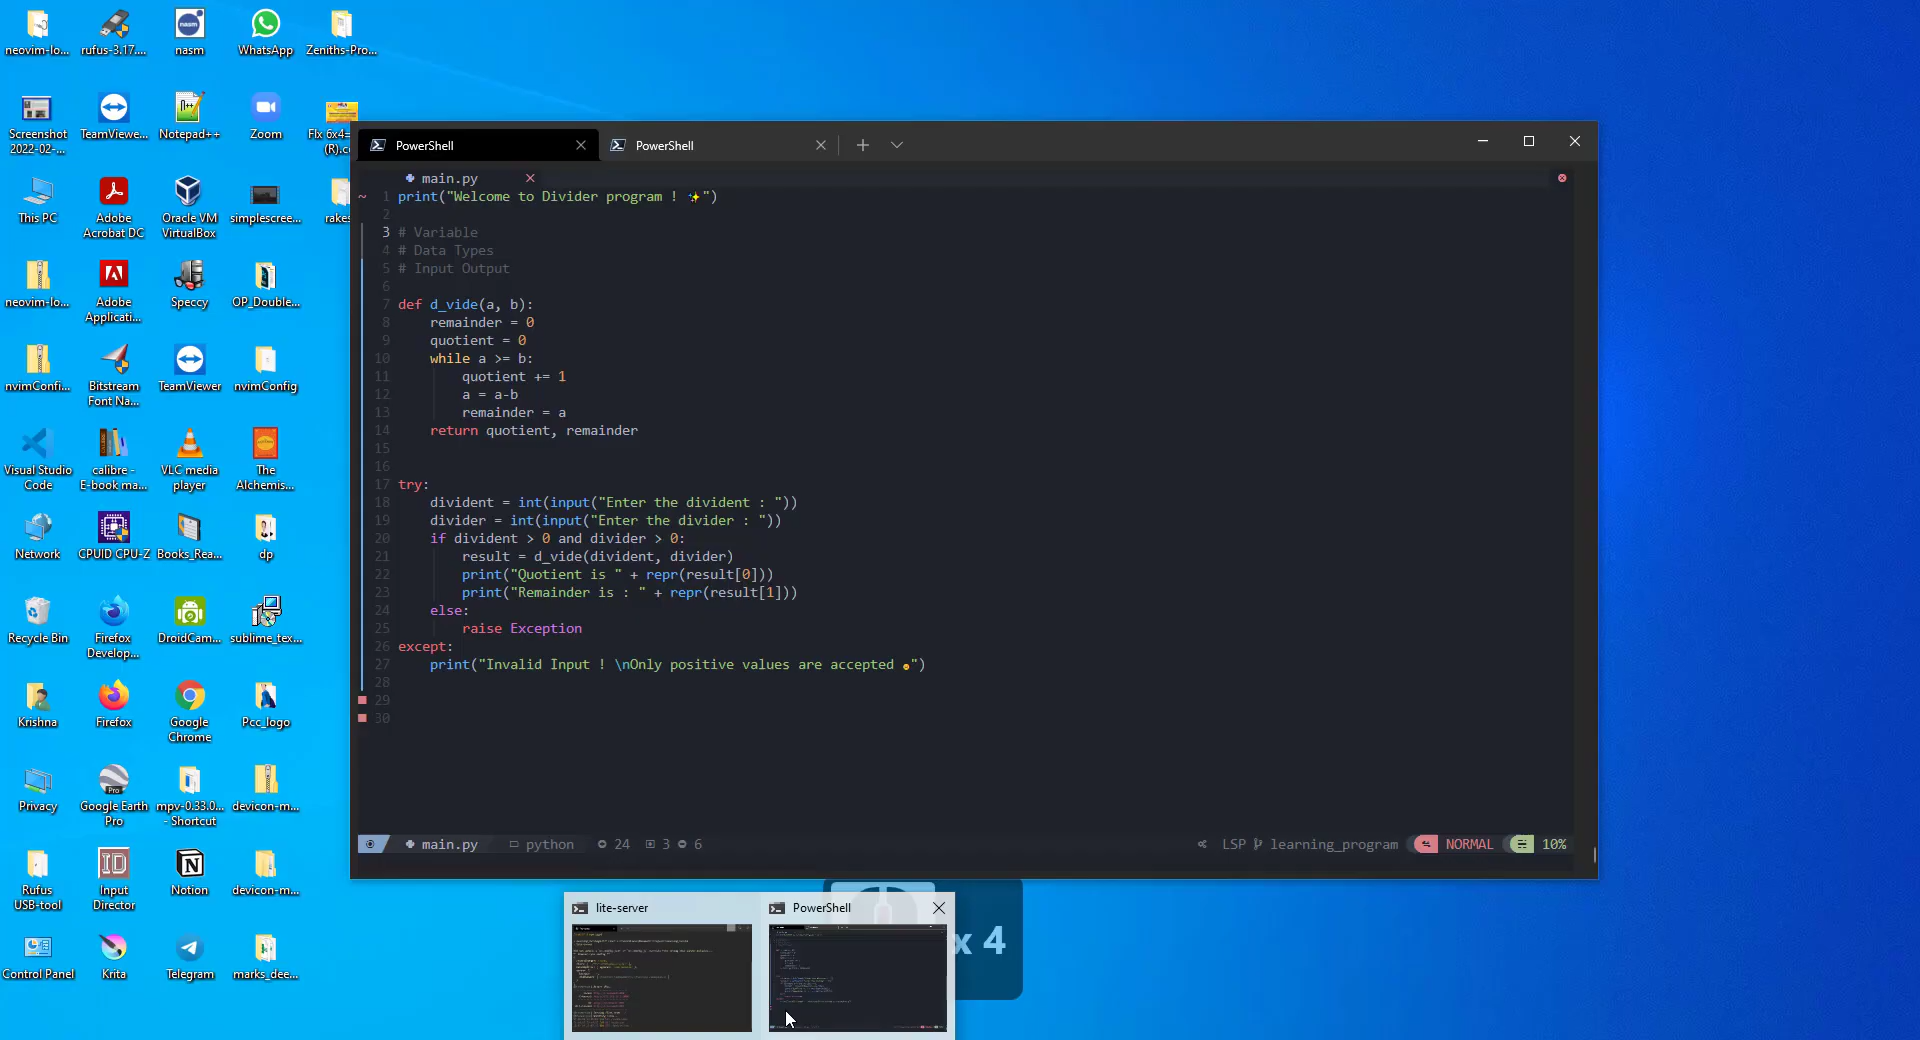 neovim-lo...
rufus-3.17....
nasm
WhatsApp
Zeniths-Pro...
Screenshot
2022-02-...
TeamViewe...
Notepad++
Zoom
FIx 6x4=
(R).c
This PC
Adobe
Acrobat DC
Oracle VM
VirtualBox
simplescree...
rakes
neovim-lo...
Adobe
Applicati...
Speccy
OP_Double...
nvimConfi...
Bitstream
Font Na...
TeamViewer
nvimConfig
Visual Studio
Code
calibre -
E-book ma...
VLC media
player
The
Alchemis...
Network
CPUID CPU-Z
Books_Rea...
dp
Recycle Bin
Firefox
Develop...
DroidCam...
sublime_tex...
Krishna
Firefox
Google
Chrome
Pcc_logo
Privacy
Google Earth
Pro
mpv-0.33.0...
- Shortcut
devicon-m...
Rufus
USB-tool
Input
Director
Notion
devicon-m...
Control Panel
Krita
Telegram
marks_dee...
PowerShell
PowerShell
main.py
~ 1 print("Welcome to Divider program ! ✨")
2
3 # Variable
4 # Data Types
5 # Input Output
6
7 def d_vide(a, b):
8 remainder = 0
9 quotient = 0
10 while a >= b:
11 quotient += 1
12 a = a-b
13 remainder = a
14 return quotient, remainder
15
16
17 try:
18 divident = int(input("Enter the divident : "))
19 divider = int(input("Enter the divider : "))
20 if divident > 0 and divider > 0:
21 result = d_vide(divident, divider)
22 print("Quotient is " + repr(result[0]))
23 print("Remainder is : " + repr(result[1]))
24 else:
25 raise Exception
26 except:
27 print("Invalid Input ! \nOnly positive values are accepted ")
28
29
30
main.py python 24 3 6 LSP learning_program NORMAL 10%
lite-server
PowerShell
x 4